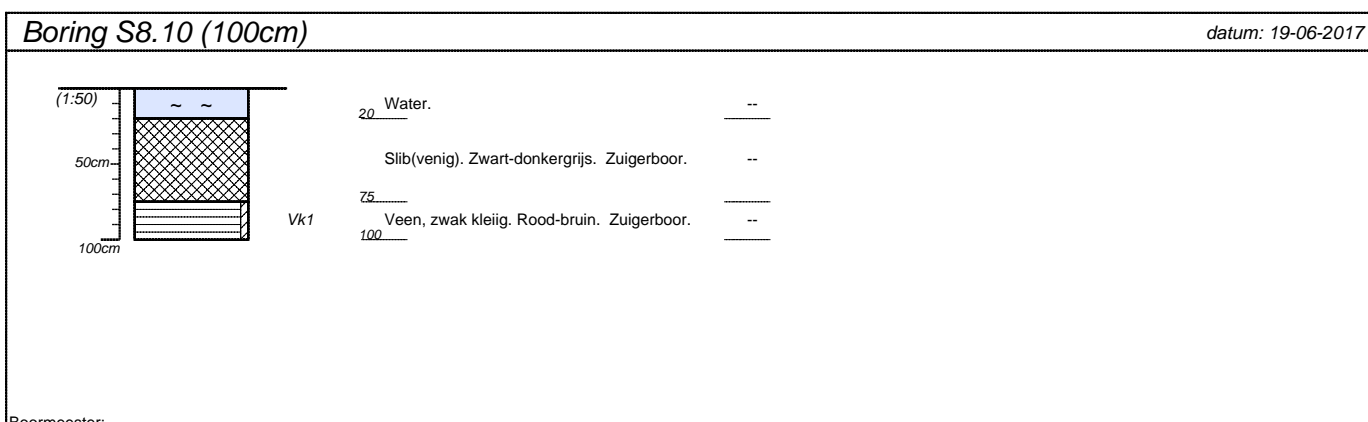 Boring S8.10 (100cm) datum: 19-06-2017
(1:50) ~ ~ Water. --
20
50cm Slib(venig). Zwart-donkergrijs. Zuigerboor. --
75
Vk1 Veen, zwak kleiig. Rood-bruin. Zuigerboor. --
100
100cm
Boormeester: